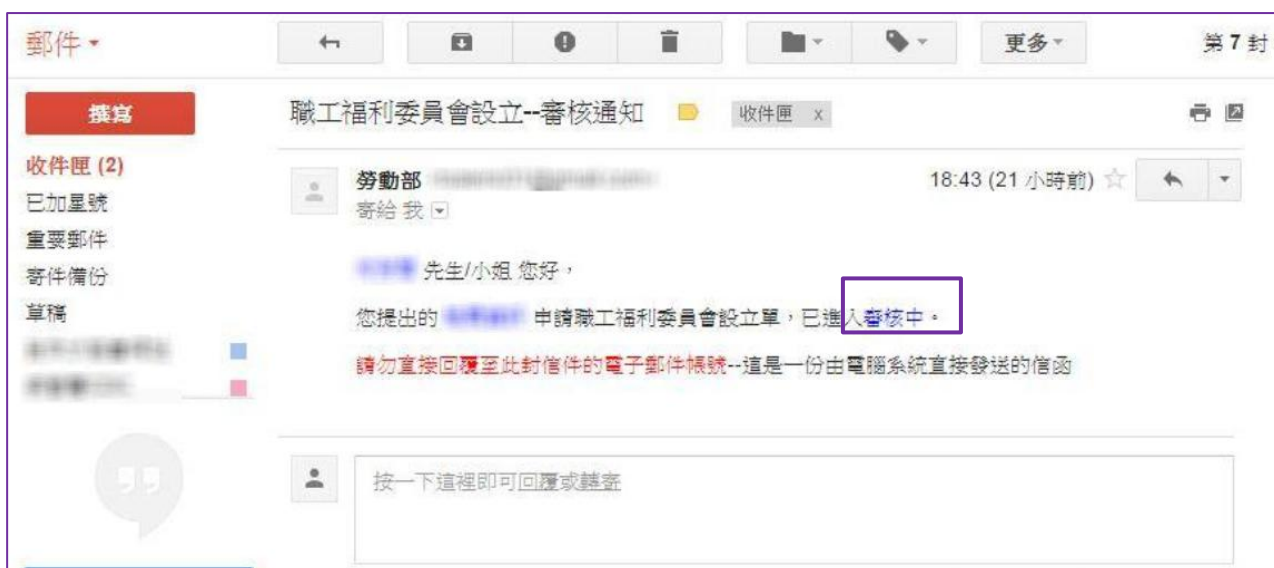 郵件
更多
第 7 封
撰寫
職工福利委員會設立--審核通知
收件匣 x
收件匣 (2)
已加星號
重要郵件
寄件備份
草稿
勞動部
18:43 (21 小時前)
寄給 我
先生/小姐 您好，
您提出的 申請職工福利委員會設立單，已進入審核中。
請勿直接回覆至此封信件的電子郵件帳號--這是一份由電腦系統直接發送的信函
按一下這裡即可回覆或轉寄